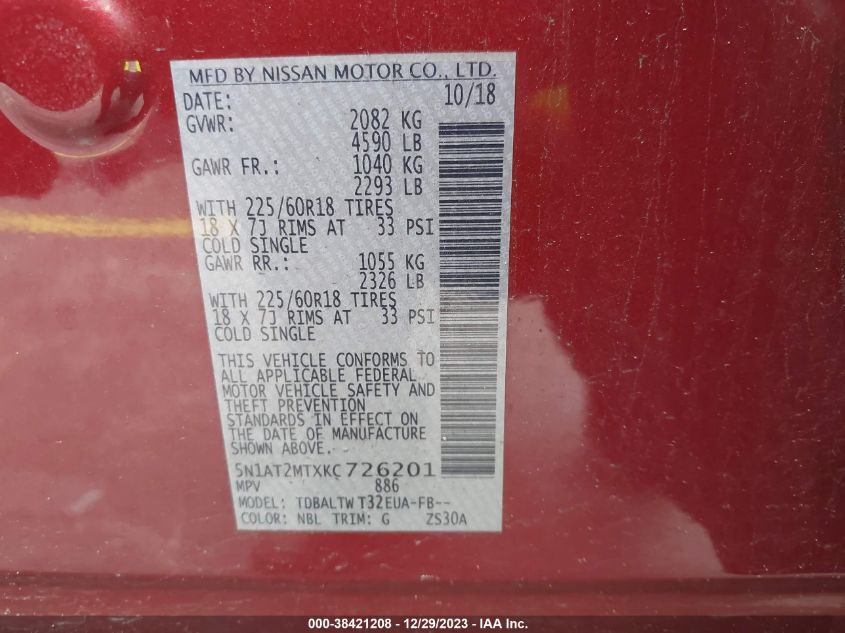 MFD BY NISSAN MOTOR CO., LTD.
DATE: 10/18
GVWR: 2082 KG
4590 LB
GAWR FR.: 1040 KG
2293 LB
WITH 225/60R18 TIRES
18 X 7J RIMS AT 33 PSI
COLD SINGLE
GAWR RR.: 1055 KG
2326 LB
WITH 225/60R18 TIRES
18 X 7J RIMS AT 33 PSI
COLD SINGLE
THIS VEHICLE CONFORMS TO
ALL APPLICABLE FEDERAL
MOTOR VEHICLE SAFETY AND
THEFT PREVENTION
STANDARDS IN EFFECT ON
THE DATE OF MANUFACTURE
SHOWN ABOVE.
5N1AT2MTXKC726201
MPV 886
MODEL: TDBALTW T32EUA-FB--
COLOR: NBL TRIM: G ZS30A
000-38421208 - 12/29/2023 - IAA Inc.